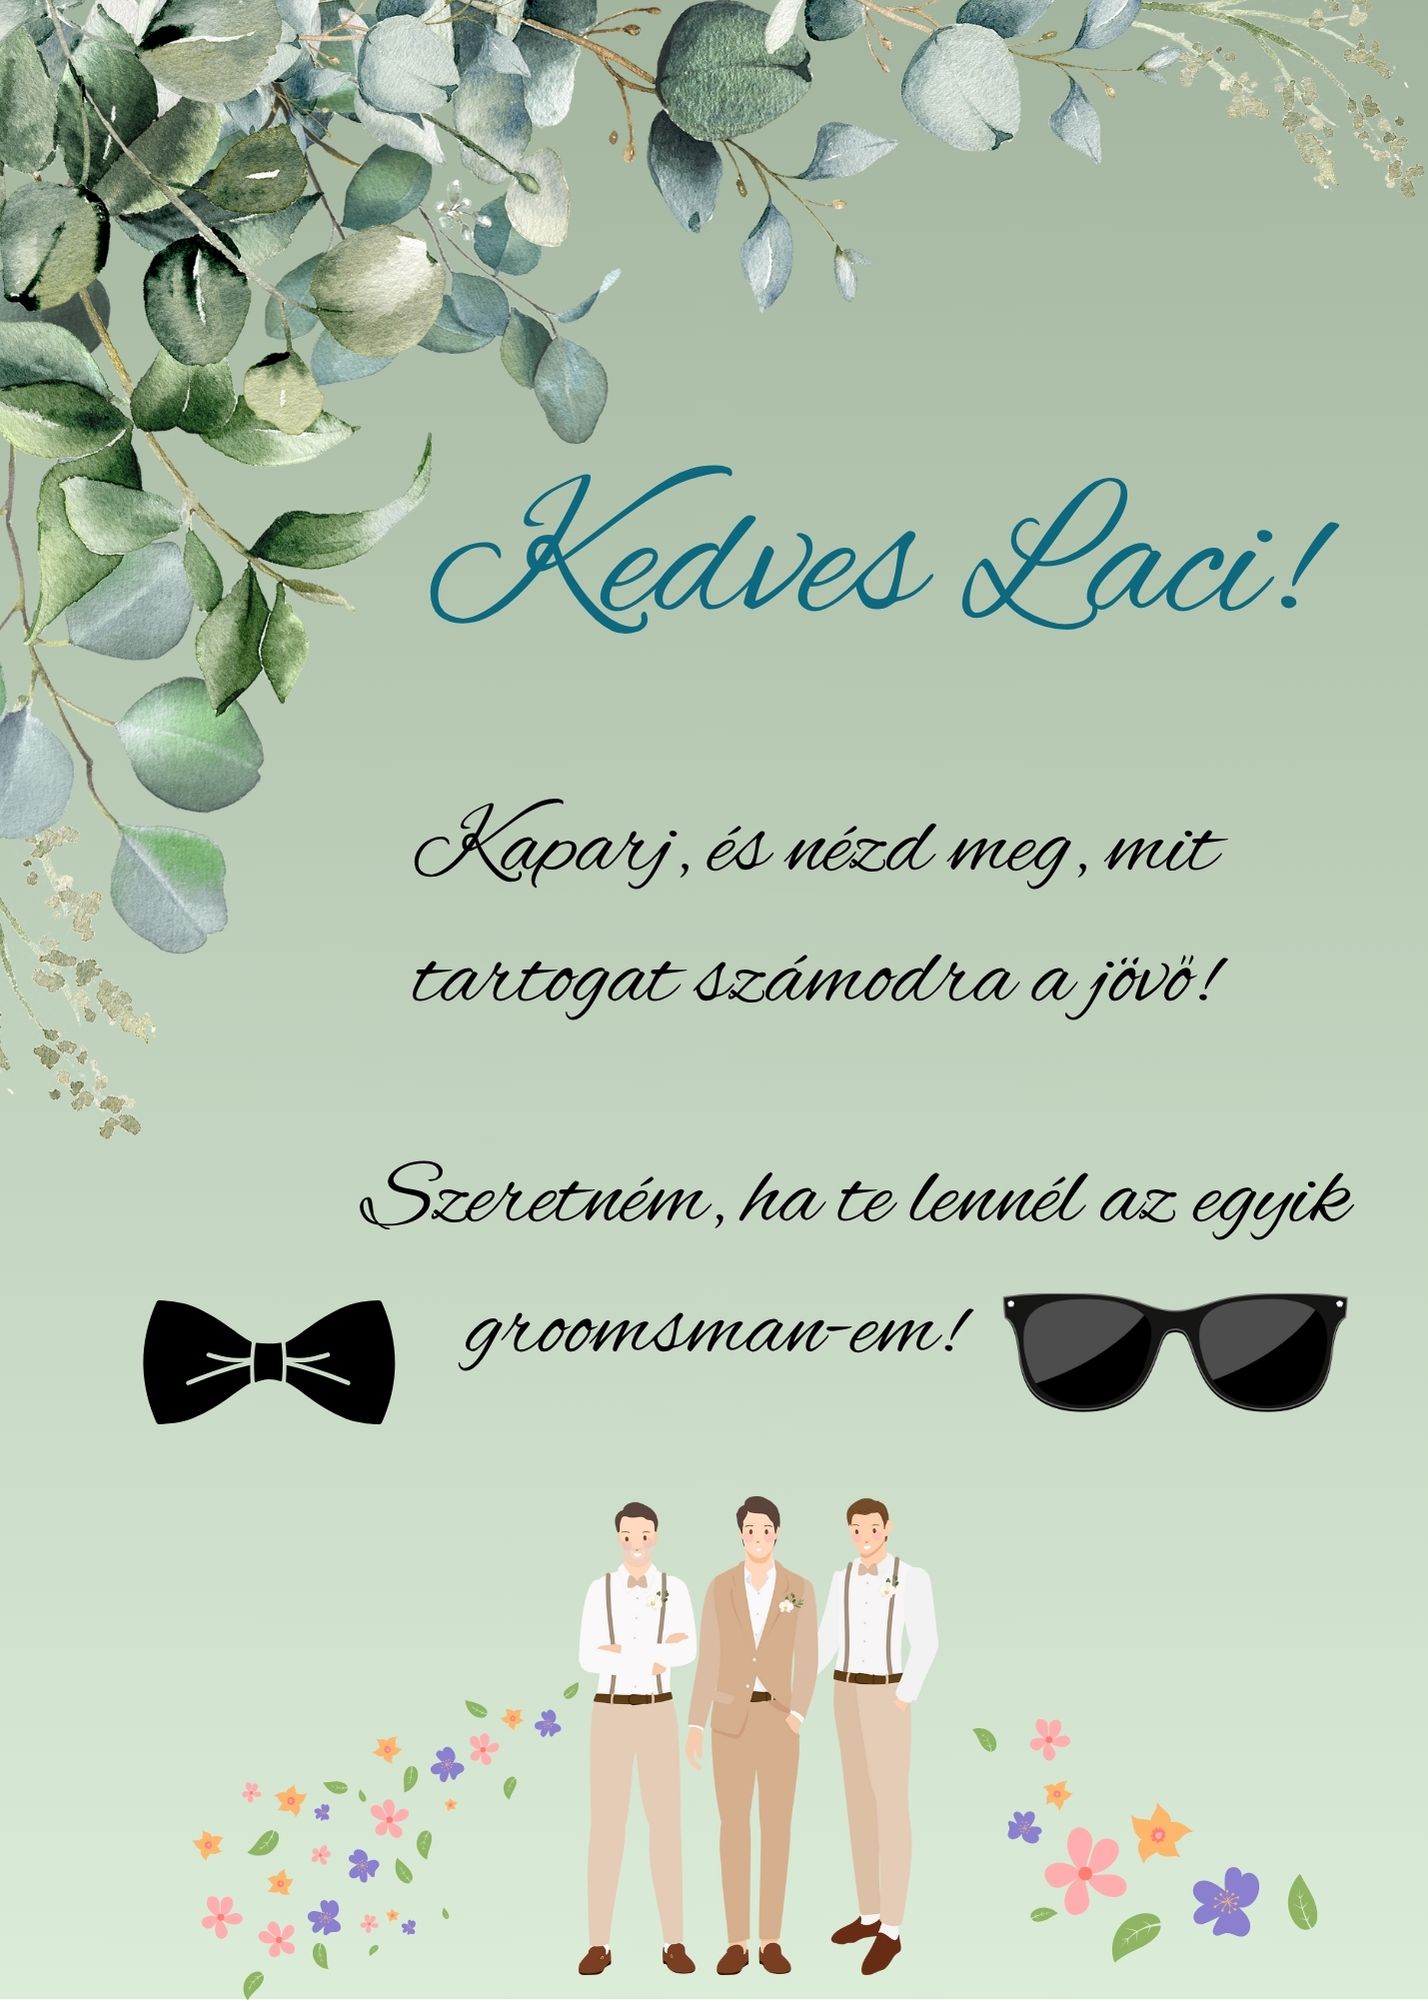 Kedves Laci!
Kaparj, és nézd meg, mit
tartogat számodra a jövő!
Szeretném, ha te lennél az egyik
groomsman-em!